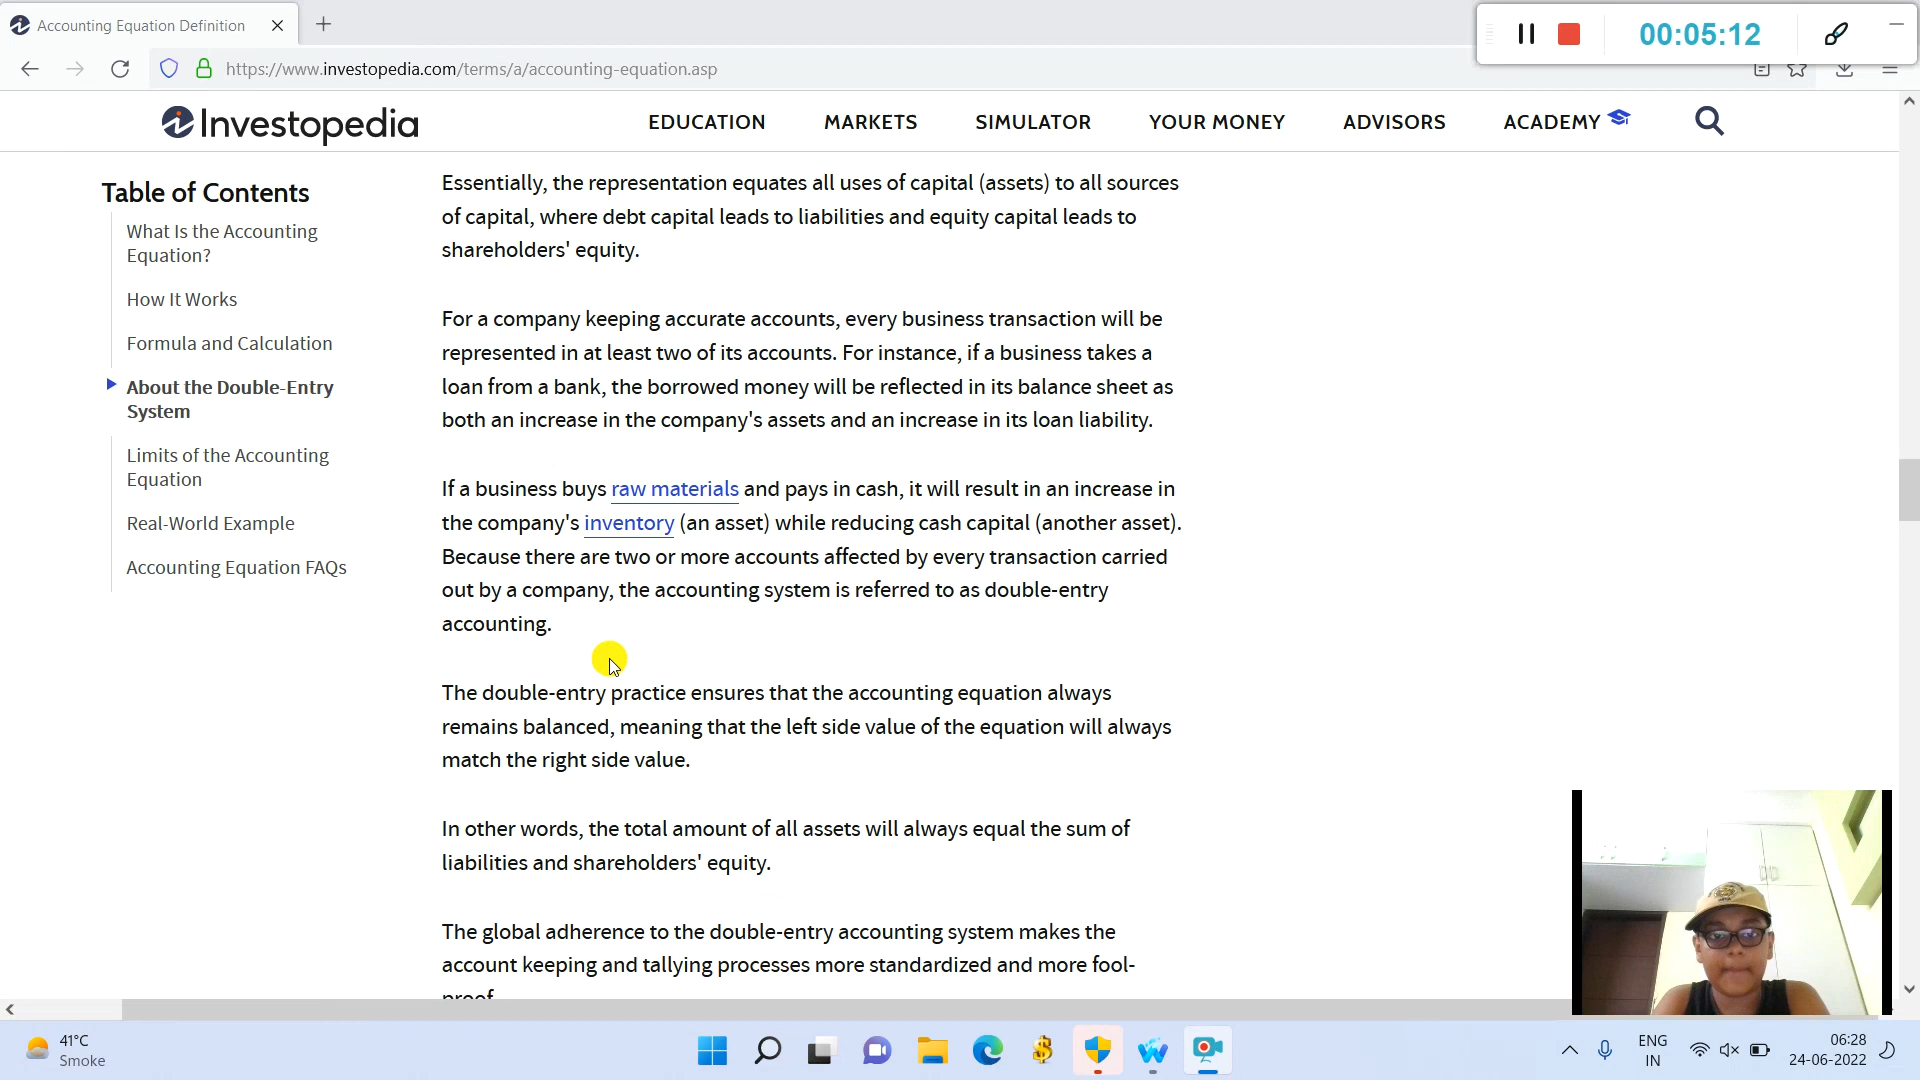 Accounting Equation Definition
00:05:12
https://www.investopedia.com/terms/a/accounting-equation.asp
Investopedia
EDUCATION
MARKETS
SIMULATOR
YOUR MONEY
ADVISORS
ACADEMY
Table of Contents
What Is the Accounting
Equation?
How It Works
Formula and Calculation
About the Double-Entry
System
Limits of the Accounting
Equation
Real-World Example
Accounting Equation FAQs
Essentially, the representation equates all uses of capital (assets) to all sources
of capital, where debt capital leads to liabilities and equity capital leads to
shareholders' equity.
For a company keeping accurate accounts, every business transaction will be
represented in at least two of its accounts. For instance, if a business takes a
loan from a bank, the borrowed money will be reflected in its balance sheet as
both an increase in the company's assets and an increase in its loan liability.
If a business buys raw materials and pays in cash, it will result in an increase in
the company's inventory (an asset) while reducing cash capital (another asset).
Because there are two or more accounts affected by every transaction carried
out by a company, the accounting system is referred to as double-entry
accounting.
The double-entry practice ensures that the accounting equation always
remains balanced, meaning that the left side value of the equation will always
match the right side value.
In other words, the total amount of all assets will always equal the sum of
liabilities and shareholders' equity.
The global adherence to the double-entry accounting system makes the
account keeping and tallying processes more standardized and more fool-
proof.
41°C
Smoke
ENG
IN
06:28
24-06-2022